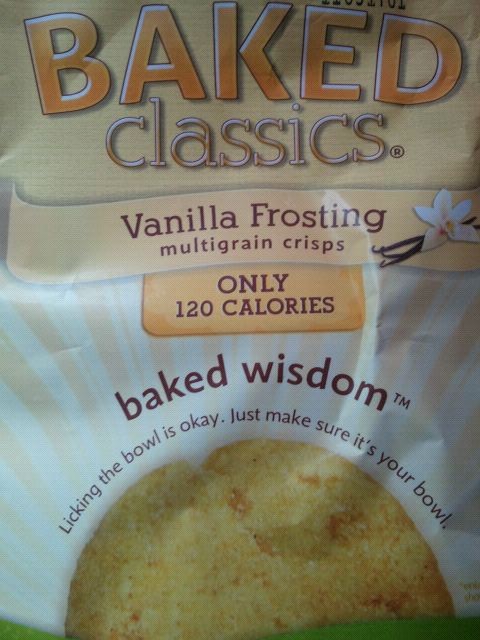 BAKED
classics®
Vanilla Frosting
multigrain crisps
ONLY
120 CALORIES
baked wisdom™
Licking the bowl is okay. Just make sure it's your bowl.